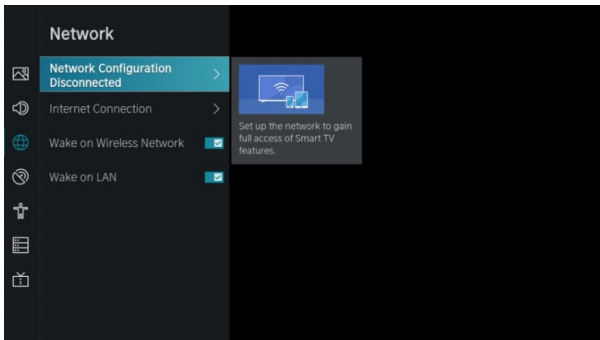 Network
Network Configuration
Disconnected
Internet Connection
Wake on Wireless Network
Wake on LAN
Set up the network to gain
full access of Smart TV
features.